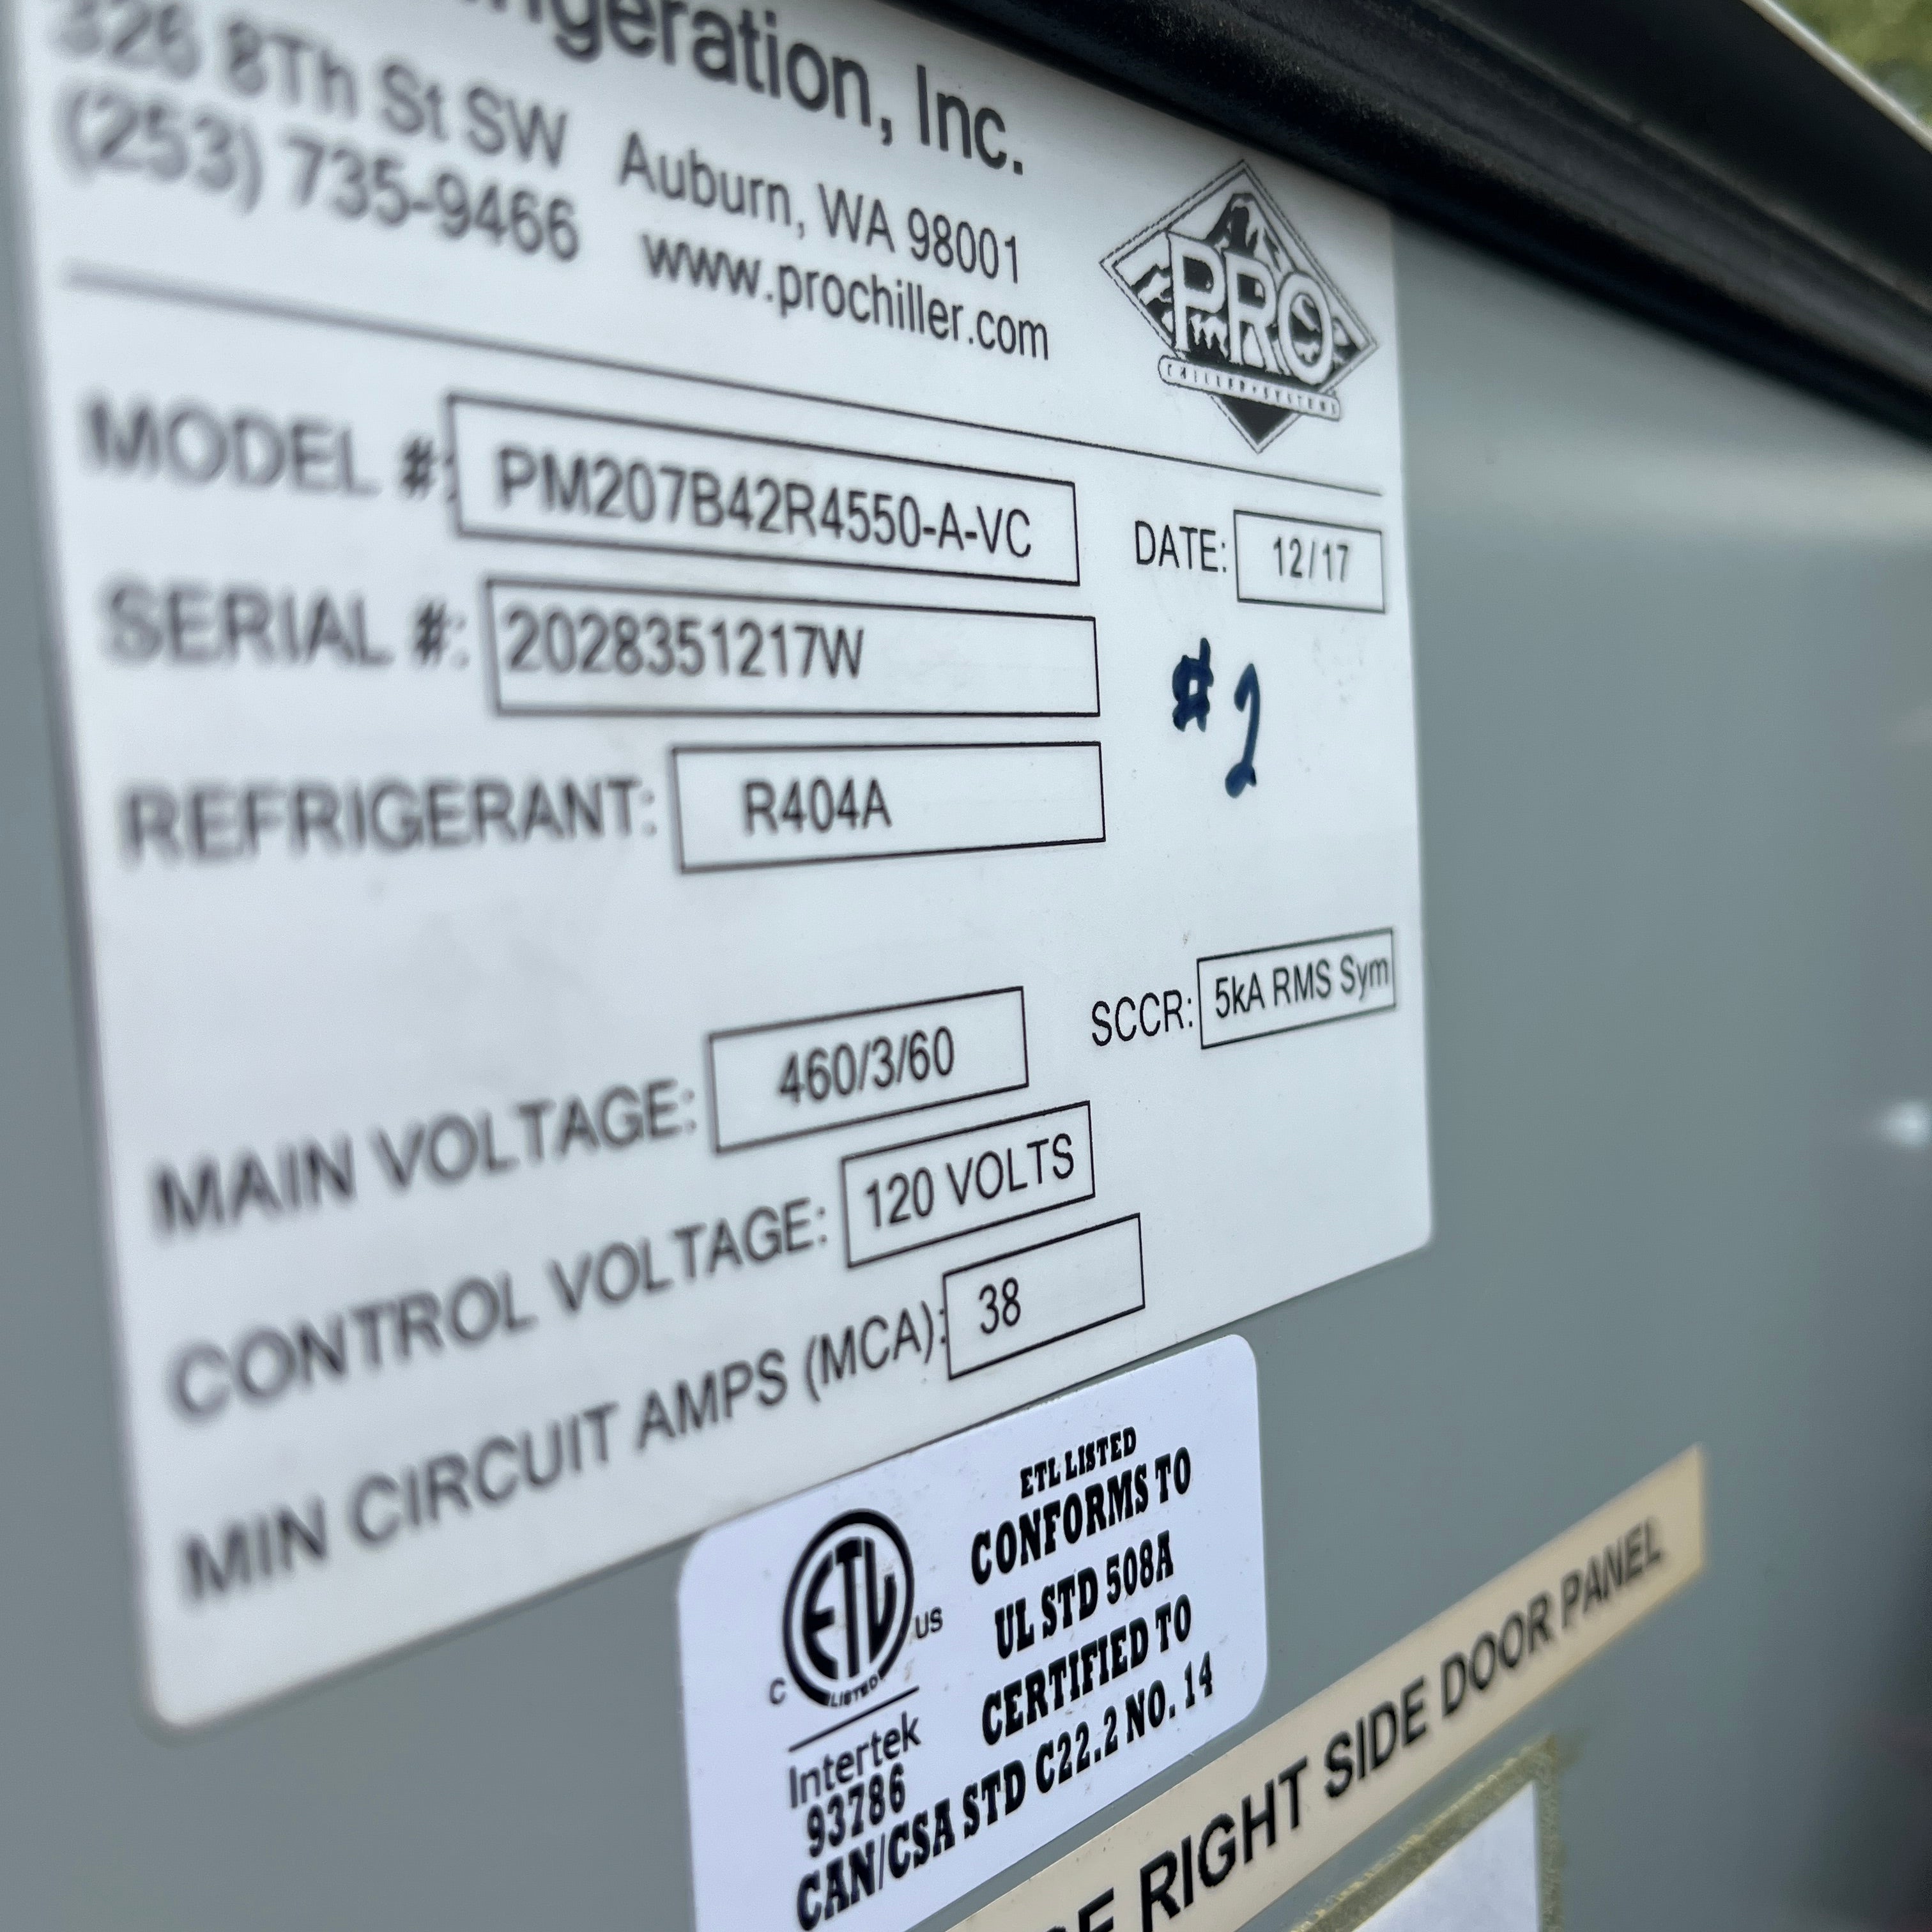 geration, Inc.
326 8Th St SW Auburn, WA 98001
(253) 735-9466 www.prochiller.com
PRO
CHILLER SYSTEMS
MODEL #: PM207B42R4550-A-VC DATE: 12/17
SERIAL #: 2028351217W
#2
REFRIGERANT: R404A
SCCR: 5kA RMS Sym
MAIN VOLTAGE: 460/3/60
CONTROL VOLTAGE: 120 VOLTS
MIN CIRCUIT AMPS (MCA): 38
ETL LISTED
CONFORMS TO
UL STD 508A
CERTIFIED TO
CAN/CSA STD C22.2 NO. 14
C ETL US
LISTED
Intertek
93786
RIGHT SIDE DOOR PANEL